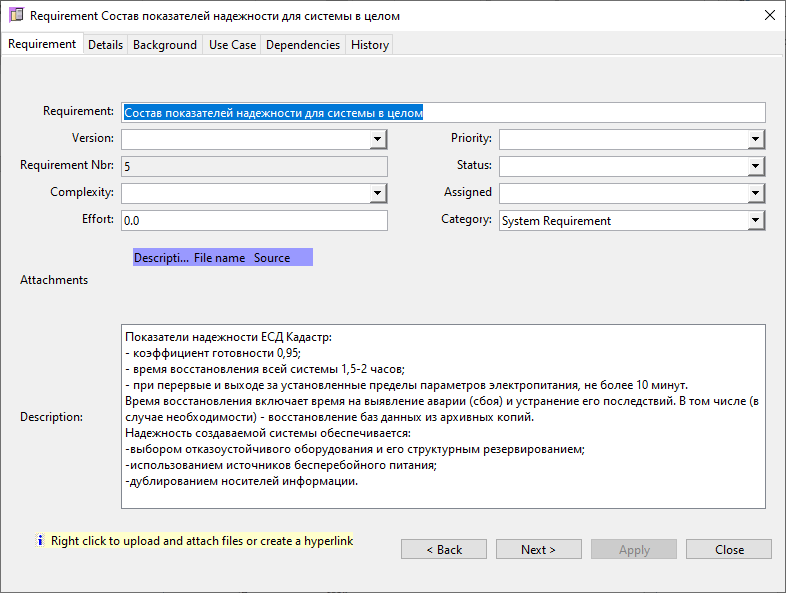 Requirement Состав показателей надежности для системы в целом
Requirement Details Background Use Case Dependencies History
Requirement: Состав показателей надежности для системы в целом
Version: Priority:
Requirement Nbr: 5 Status:
Complexity: Assigned
Effort: 0.0 Category: System Requirement
Descripti... File name Source
Attachments
Description:
Показатели надежности ЕСД Кадастр:
- коэффициент готовности 0,95;
- время восстановления всей системы 1,5-2 часов;
- при перерывые и выходе за установленные пределы параметров электропитания, не более 10 минут.
Время восстановления включает время на выявление аварии (сбоя) и устранение его последствий. В том числе (в
случае необходимости) - восстановление баз данных из архивных копий.
Надежность создаваемой системы обеспечивается:
-выбором отказоустойчивого оборудования и его структурным резервированием;
-использованием источников бесперебойного питания;
-дублированием носителей информации.
Right click to upload and attach files or create a hyperlink
< Back Next > Apply Close